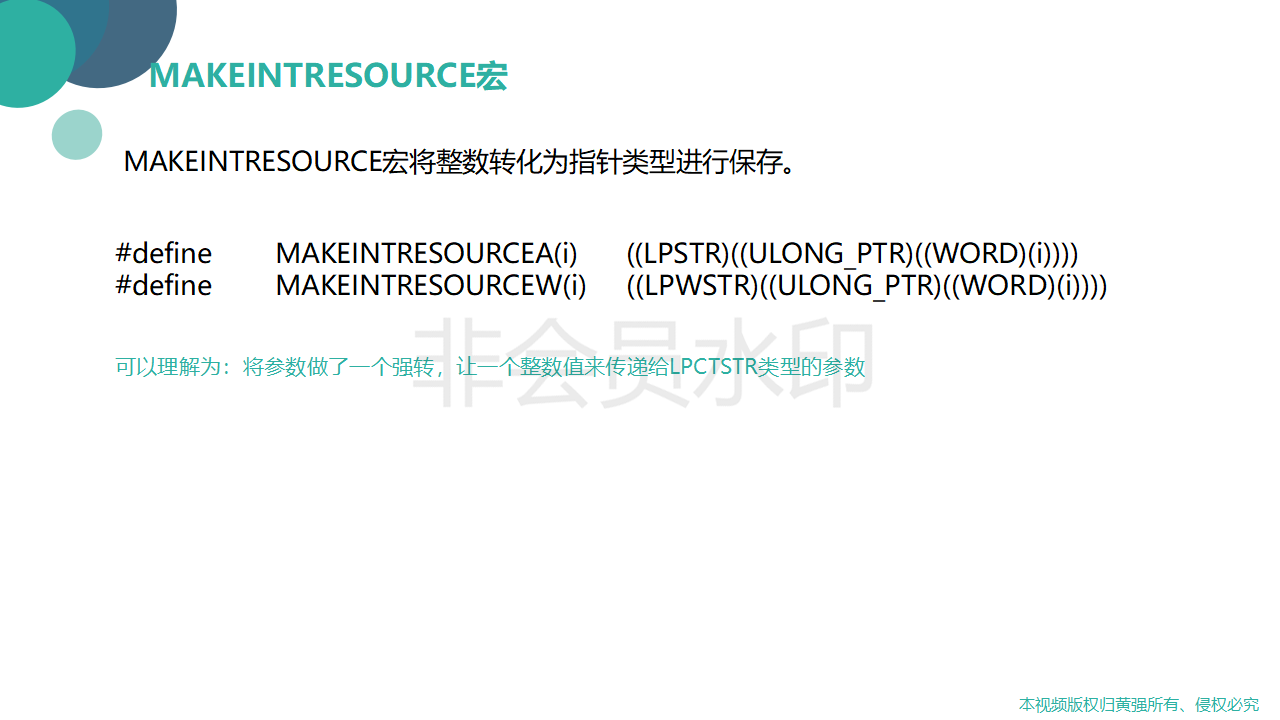 MAKEINTRESOURCE宏
MAKEINTRESOURCE宏将整数转化为指针类型进行保存。
#define MAKEINTRESOURCEA(i) ((LPSTR)((ULONG_PTR)((WORD)(i))))
#define MAKEINTRESOURCEW(i) ((LPWSTR)((ULONG_PTR)((WORD)(i))))
非会员水印
可以理解为：将参数做了一个强转，让一个整数值来传递给LPCTSTR类型的参数
本视频版权归黄强所有、侵权必究